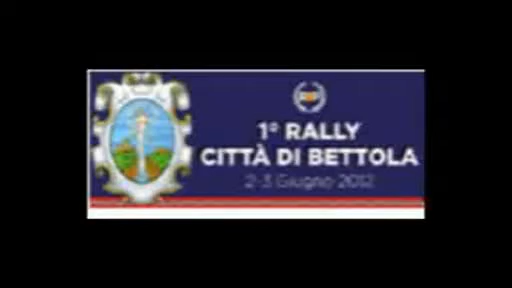 1° RALLY
CITTÀ DI BETTOLA
2-3 Giugno 2012